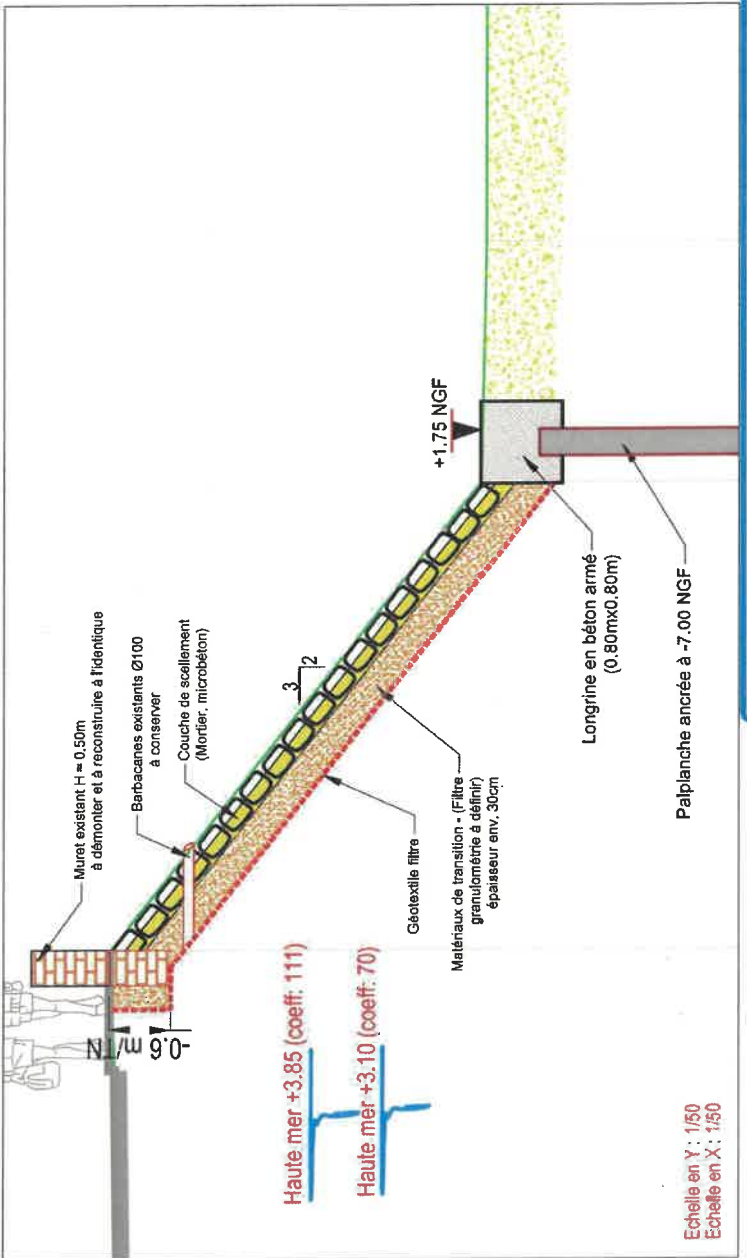 Muret existant H = 0.50m
à démonter et à reconstruire à l'identique
Barbacanes existants Ø100
à conserver
Couche de scellement
(Mortier, microbéton)
-0.6
m/TN
3
2
+1.75 NGF
Haute mer +3.85 (coeff: 111)
Haute mer +3.10 (coeff: 70)
Géotextile filtre
Matériaux de transition - (Filtre
granulométrie à définir)
épaisseur env. 30cm
Longrine en béton armé
(0.80mx0.80m)
Palplanche ancrée à -7.00 NGF
Echelle en Y : 1/50
Echelle en X : 1/50